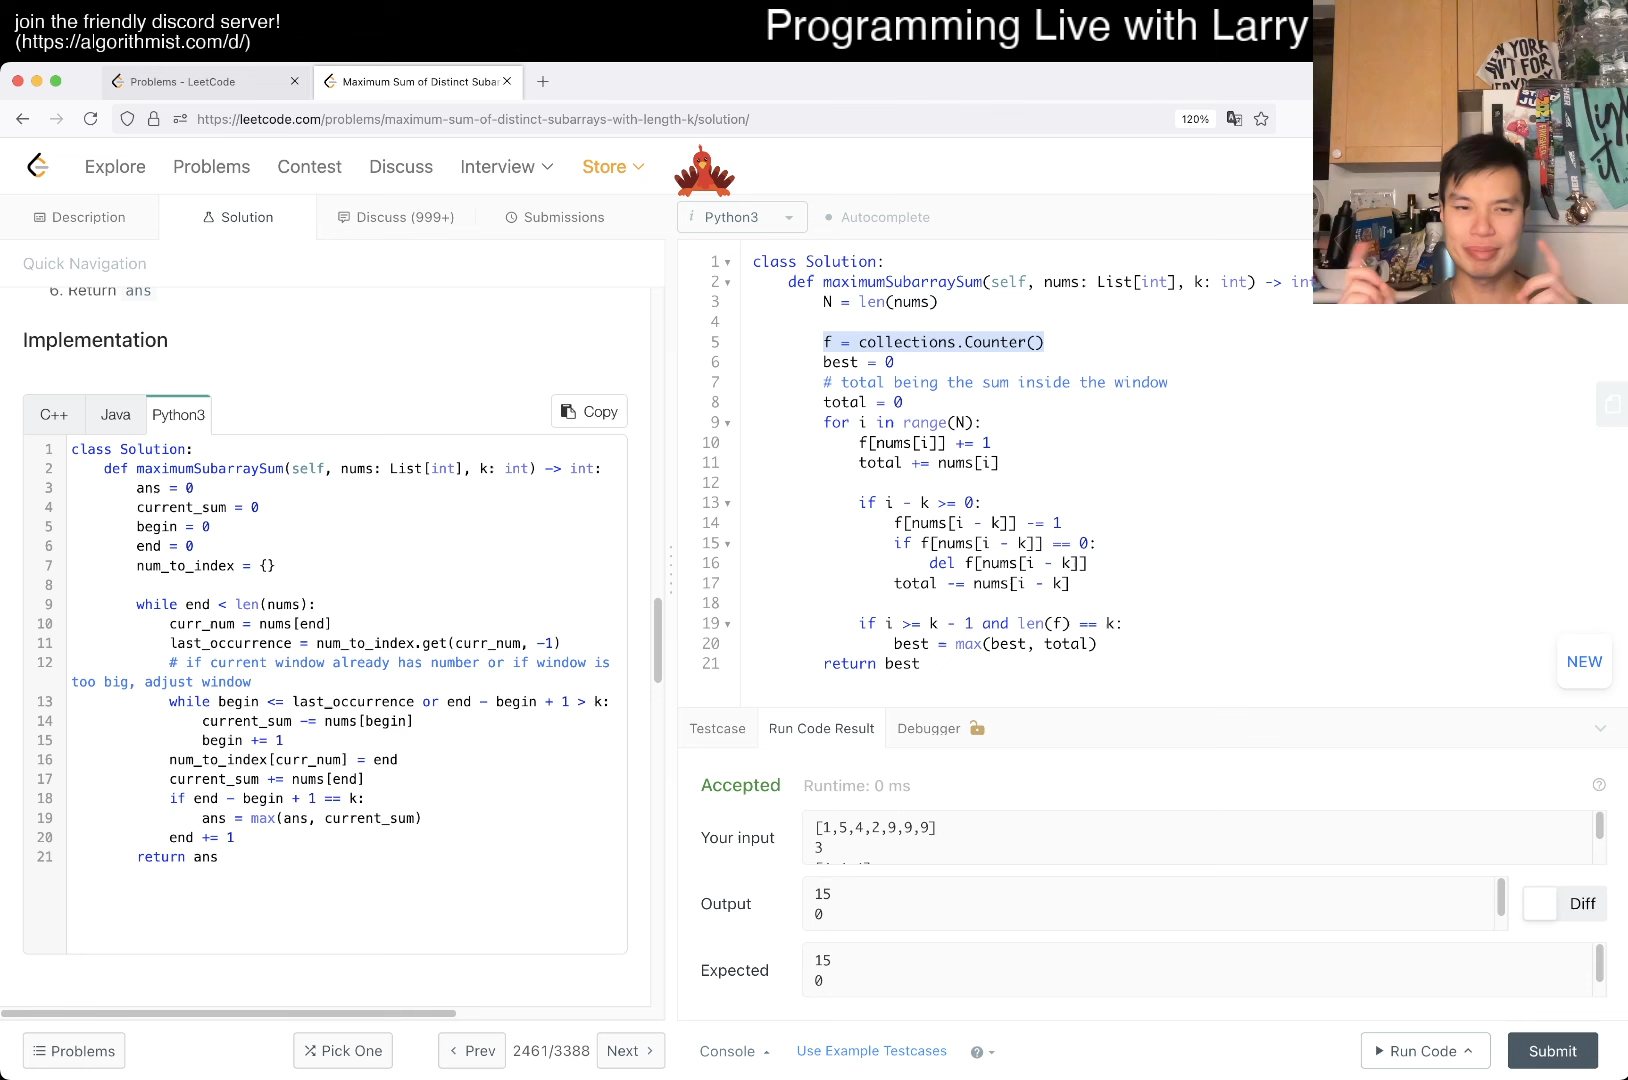 join the friendly discord server!
(https://algorithmist.com/d/)
Programming Live with Larry
Problems - LeetCode
Maximum Sum of Distinct Subar
https://leetcode.com/problems/maximum-sum-of-distinct-subarrays-with-length-k/solution/
120%
Explore
Problems
Contest
Discuss
Interview
Store
Description
Solution
Discuss (999+)
Submissions
i Python3
Autocomplete
Quick Navigation
6. Return ans
Implementation
C++
Java
Python3
Copy
1 class Solution:
2 def maximumSubarraySum(self, nums: List[int], k: int) -> int:
3 ans = 0
4 current_sum = 0
5 begin = 0
6 end = 0
7 num_to_index = {}
8
9 while end < len(nums):
10 curr_num = nums[end]
11 last_occurrence = num_to_index.get(curr_num, -1)
12 # if current window already has number or if window is
too big, adjust window
13 while begin <= last_occurrence or end - begin + 1 > k:
14 current_sum -= nums[begin]
15 begin += 1
16 num_to_index[curr_num] = end
17 current_sum += nums[end]
18 if end - begin + 1 == k:
19 ans = max(ans, current_sum)
20 end += 1
21 return ans
1 class Solution:
2 def maximumSubarraySum(self, nums: List[int], k: int) -> int
3 N = len(nums)
4
5 f = collections.Counter()
6 best = 0
7 # total being the sum inside the window
8 total = 0
9 for i in range(N):
10 f[nums[i]] += 1
11 total += nums[i]
12
13 if i - k >= 0:
14 f[nums[i - k]] -= 1
15 if f[nums[i - k]] == 0:
16 del f[nums[i - k]]
17 total -= nums[i - k]
18
19 if i >= k - 1 and len(f) == k:
20 best = max(best, total)
21 return best
NEW
Testcase
Run Code Result
Debugger
Accepted
Runtime: 0 ms
Your input
[1,5,4,2,9,9,9]
3
Output
15
0
Diff
Expected
15
0
Problems
Pick One
Prev
2461/3388
Next
Console
Use Example Testcases
Run Code
Submit